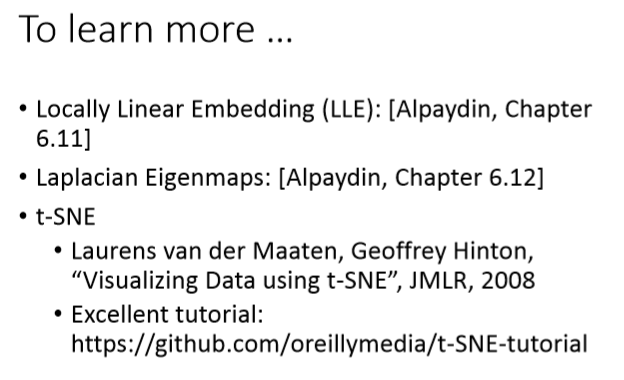 To learn more ...
• Locally Linear Embedding (LLE): [Alpaydin, Chapter
6.11]
• Laplacian Eigenmaps: [Alpaydin, Chapter 6.12]
• t-SNE
• Laurens van der Maaten, Geoffrey Hinton,
“Visualizing Data using t-SNE”, JMLR, 2008
• Excellent tutorial:
https://github.com/oreillymedia/t-SNE-tutorial